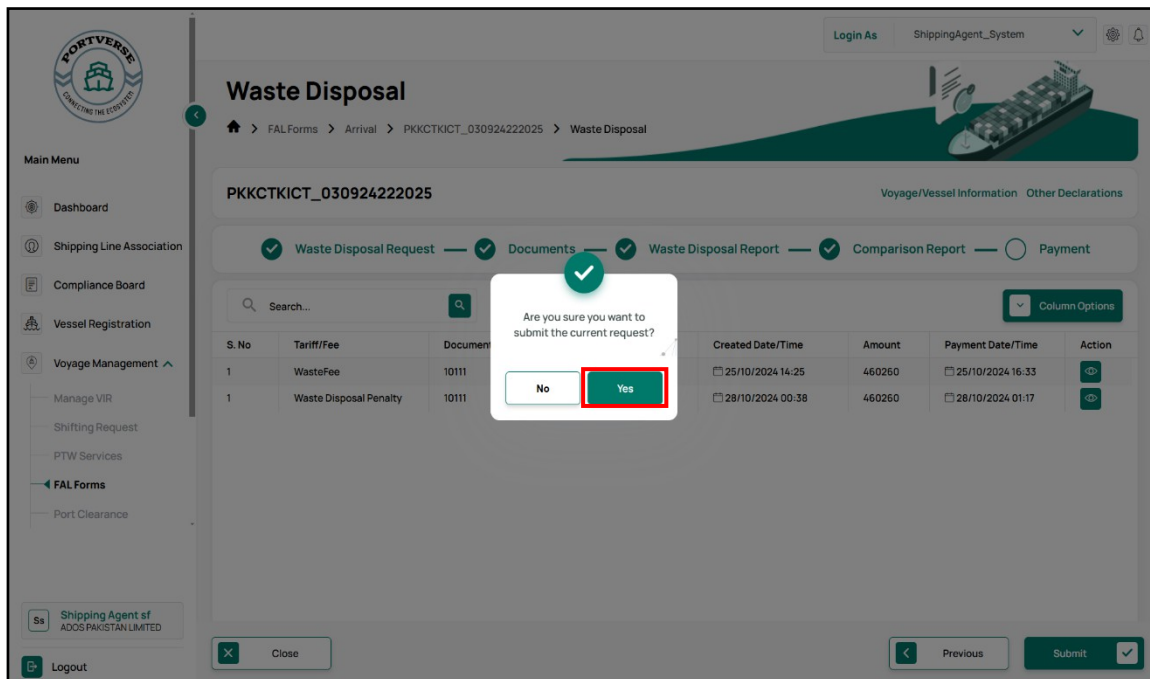 PORTVERSE
CONNECTING THE ECOSYSTEM
Login As ShippingAgent_System
Waste Disposal
> FAL Forms > Arrival > PKKCTKICT_030924222025 > Waste Disposal
Main Menu
Dashboard
Shipping Line Association
Compliance Board
Vessel Registration
Voyage Management
Manage VIR
Shifting Request
PTW Services
FAL Forms
Port Clearance
Ss
Shipping Agent sf
ADOS PAKISTAN LIMITED
Logout
PKKCTKICT_030924222025 Voyage/Vessel Information Other Declarations
Waste Disposal Request Documents Waste Disposal Report Comparison Report Payment
Search... Column Options
S. No Tariff/Fee Document Created Date/Time Amount Payment Date/Time Action
1 WasteFee 10111 25/10/2024 14:25 460260 25/10/2024 16:33
1 Waste Disposal Penalty 10111 28/10/2024 00:38 460260 28/10/2024 01:17
Are you sure you want to
submit the current request?
No Yes
Close Previous Submit